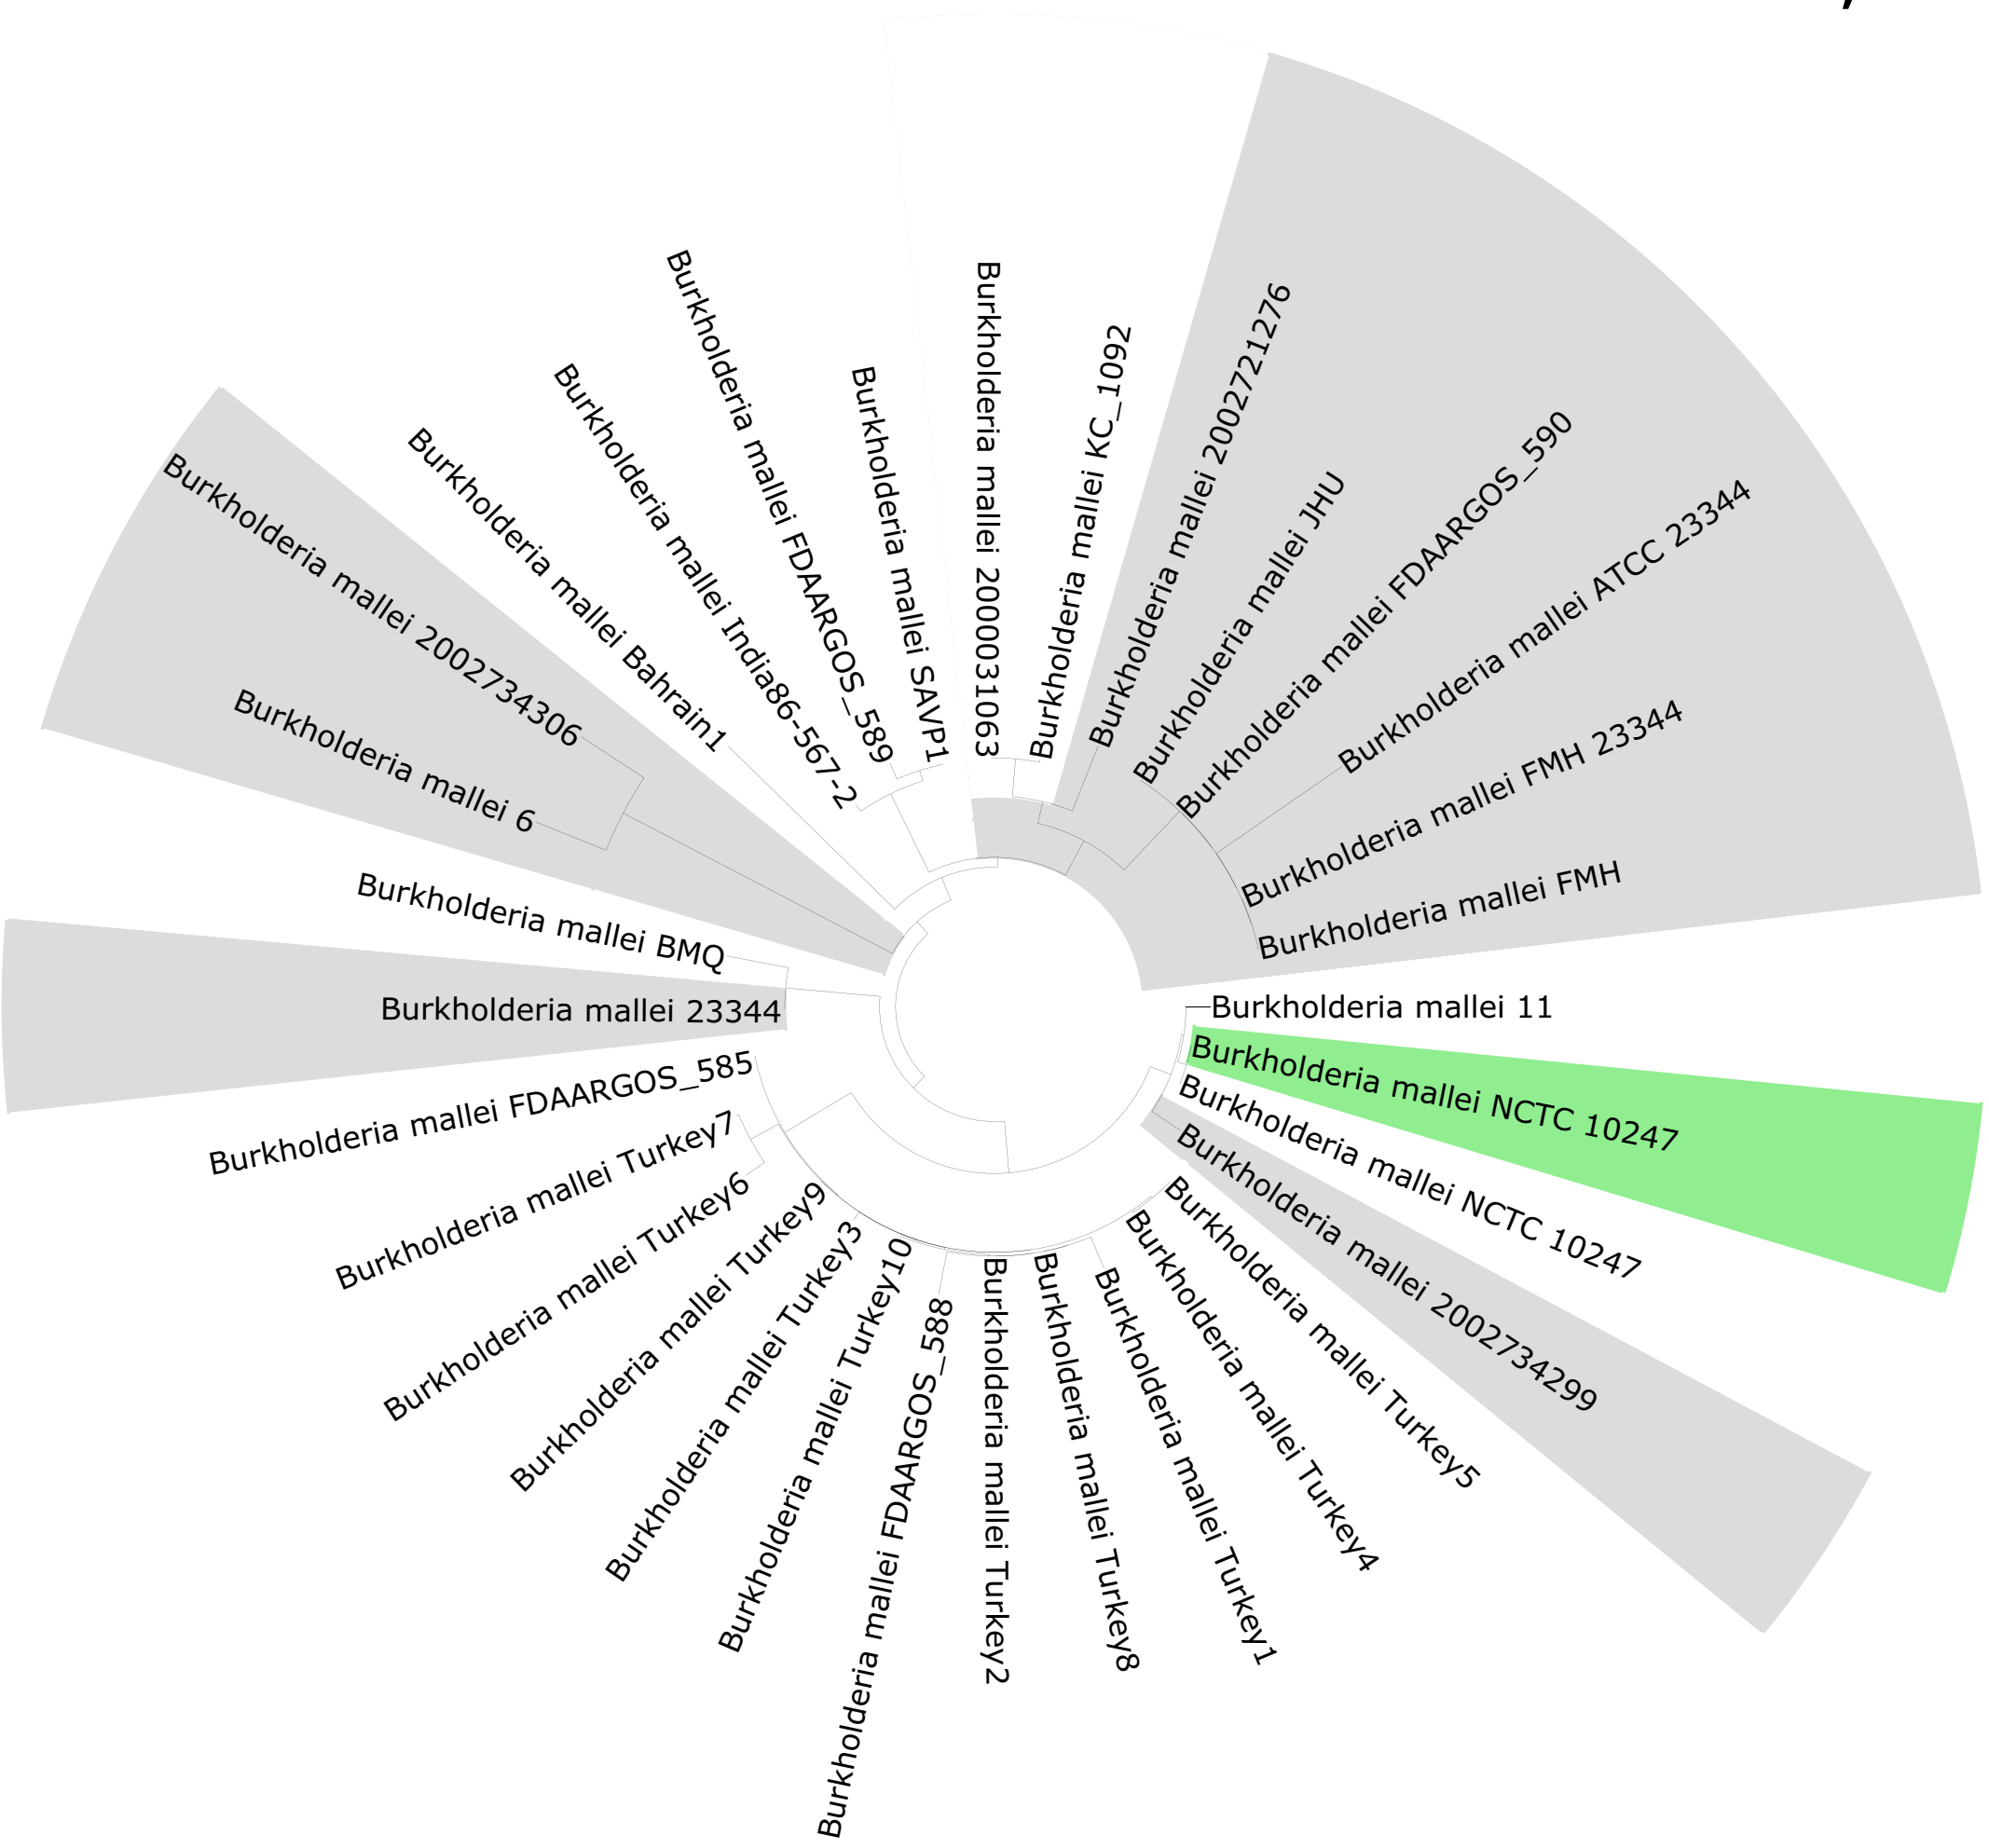 Burkholderia mallei 2000031063
Burkholderia mallei KC_1092
Burkholderia mallei 2002721276
Burkholderia mallei JHU
Burkholderia mallei FDAARGOS_590
Burkholderia mallei ATCC 23344
Burkholderia mallei FMH 23344
Burkholderia mallei FMH
Burkholderia mallei 11
Burkholderia mallei NCTC 10247
Burkholderia mallei NCTC 10247
Burkholderia mallei 2002734299
Burkholderia mallei Turkey5
Burkholderia mallei Turkey4
Burkholderia mallei Turkey1
Burkholderia mallei Turkey8
Burkholderia mallei Turkey2
Burkholderia mallei FDAARGOS_588
Burkholderia mallei Turkey10
Burkholderia mallei Turkey3
Burkholderia mallei Turkey9
Burkholderia mallei Turkey6
Burkholderia mallei Turkey7
Burkholderia mallei FDAARGOS_585
Burkholderia mallei 23344
Burkholderia mallei BMQ
Burkholderia mallei 6
Burkholderia mallei 2002734306
Burkholderia mallei Bahrain1
Burkholderia mallei India86-567-2
Burkholderia mallei FDAARGOS_589
Burkholderia mallei SAVP1